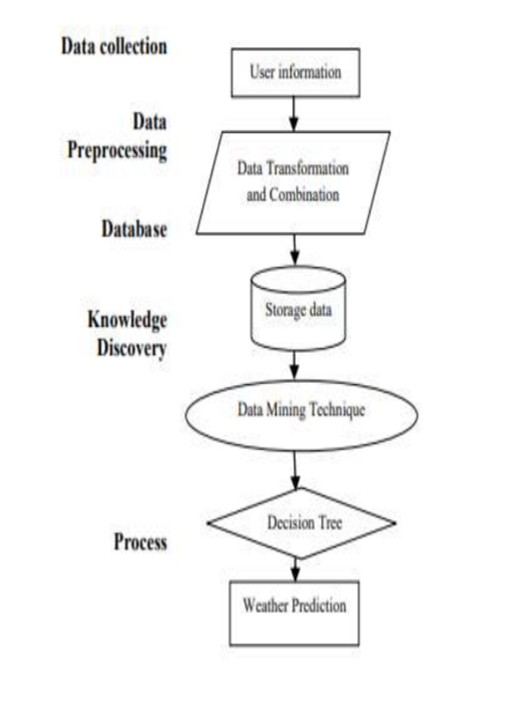 Data collection
User information
Data
Preprocessing
Data Transformation
and Combination
Database
Storage data
Knowledge
Discovery
Data Mining Technique
Decision Tree
Process
Weather Prediction